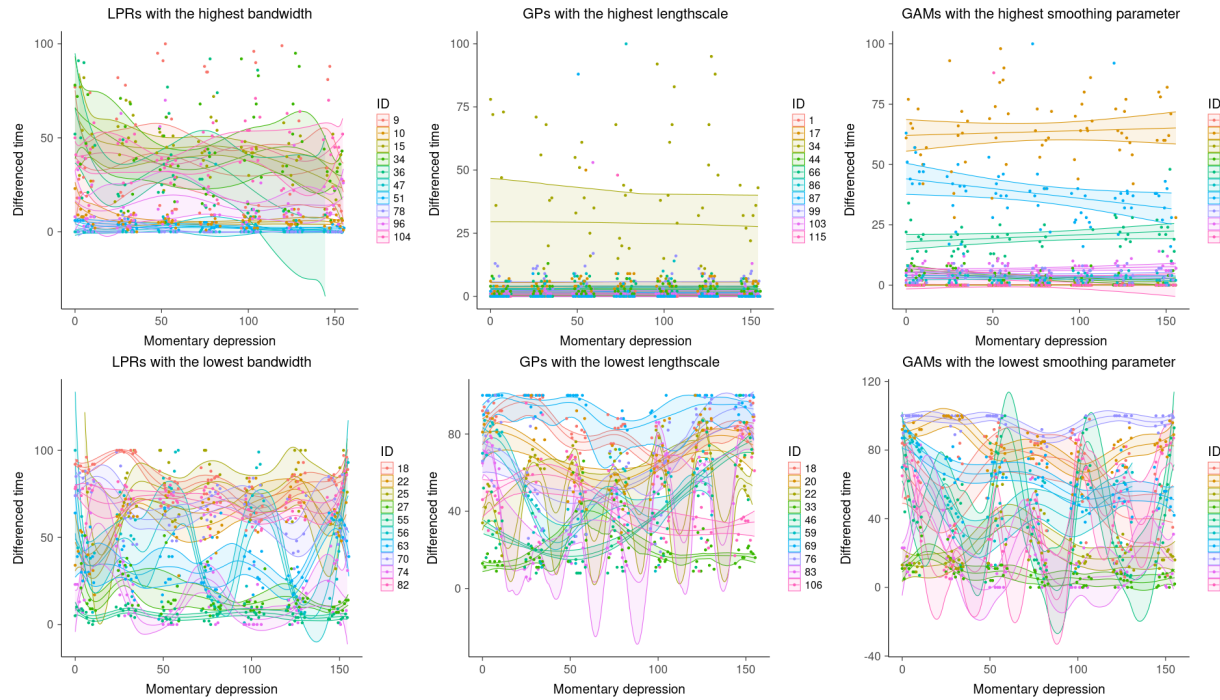 LPRs with the highest bandwidth
100
50
0
Differenced time
0 50 100 150
Momentary depression
ID
9
10
15
34
36
47
51
78
96
104
GPs with the highest lengthscale
100
75
50
25
0
Differenced time
0 50 100 150
Momentary depression
ID
1
17
34
44
66
86
87
99
103
115
GAMs with the highest smoothing parameter
100
75
50
25
0
Differenced time
0 50 100 150
Momentary depression
ID
LPRs with the lowest bandwidth
100
50
0
Differenced time
0 50 100 150
Momentary depression
ID
18
22
25
27
55
56
63
70
74
82
GPs with the lowest lengthscale
80
40
0
Differenced time
0 50 100 150
Momentary depression
ID
18
20
22
33
46
59
69
76
83
106
GAMs with the lowest smoothing parameter
120
80
40
0
-40
Differenced time
0 50 100 150
Momentary depression
ID